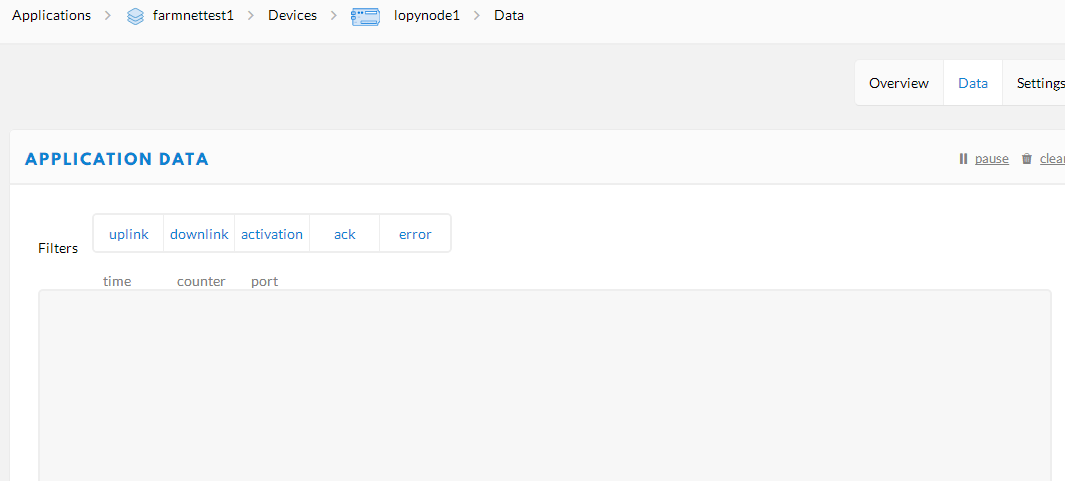 Applications farmnettest1 Devices lopynode1 Data
Overview Data Settings
APPLICATION DATA pause clear
uplink downlink activation ack error
Filters
time counter port